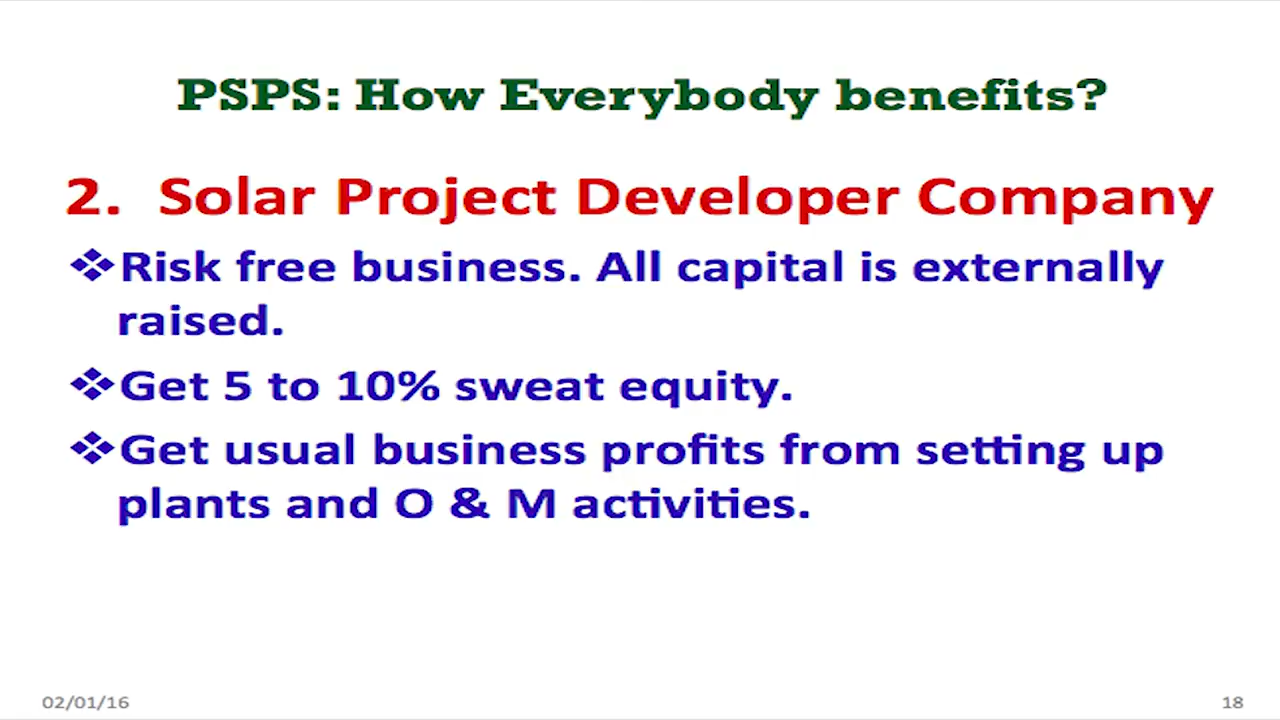 PSPS: How Everybody benefits?
2. Solar Project Developer Company
❖Risk free business. All capital is externally
raised.
❖Get 5 to 10% sweat equity.
❖Get usual business profits from setting up
plants and O & M activities.
02/01/16
18